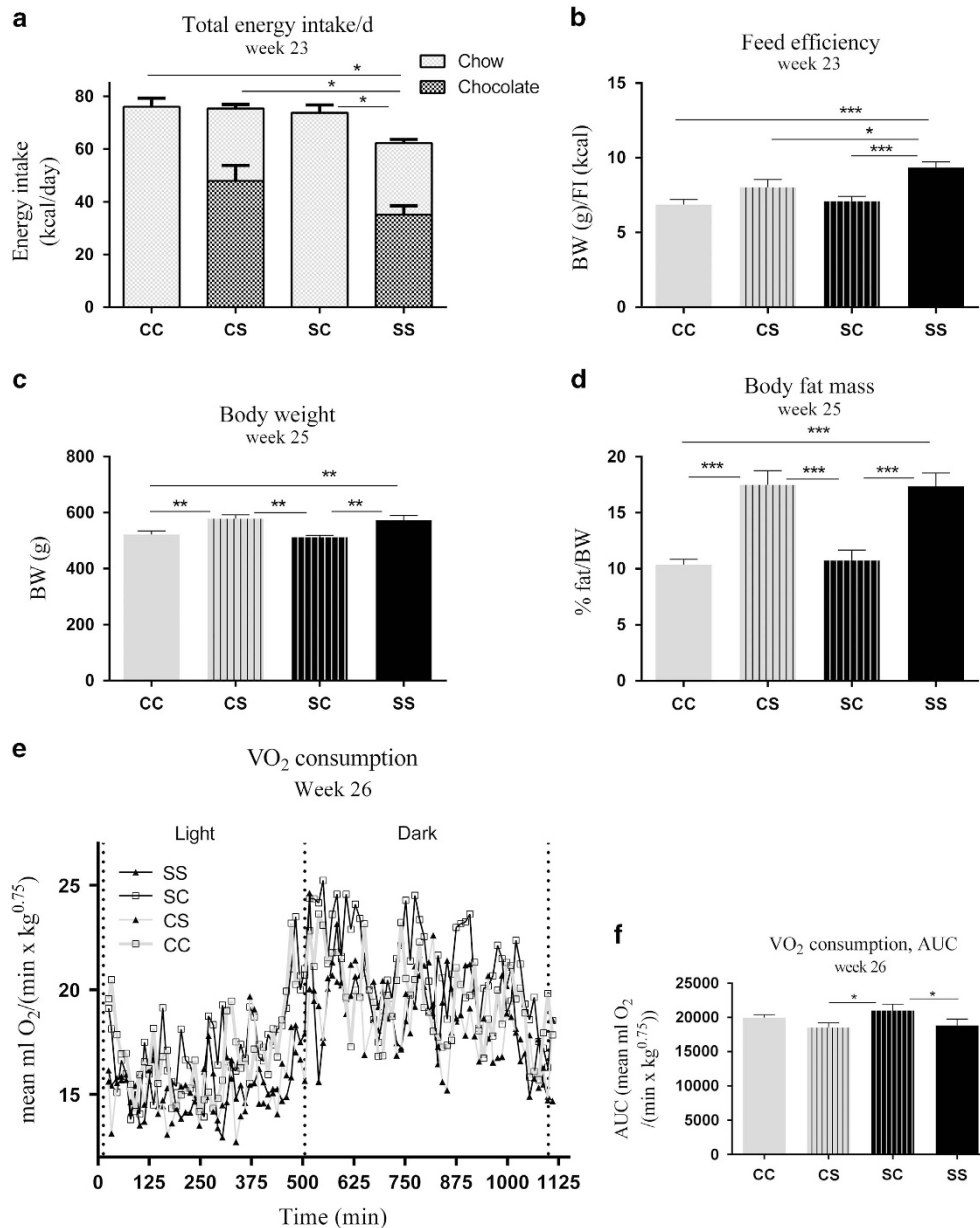 a
Total energy intake/d
week 23
Chow
Chocolate
*
*
*
80
60
40
20
0
Energy intake
(kcal/day)
CC CS SC SS
b
Feed efficiency
week 23
***
*
***
15
10
5
0
BW (g)/FI (kcal)
CC CS SC SS
c
Body weight
week 25
**
** ** **
800
600
400
200
0
BW (g)
CC CS SC SS
d
Body fat mass
week 25
***
*** *** ***
20
15
10
5
0
% fat/BW
CC CS SC SS
e
VO₂ consumption
Week 26
Light Dark
SS
SC
CS
CC
25
20
15
mean ml O₂/(min x kg⁰·⁷⁵)
0 125 250 375 500 625 750 875 1000 1125
Time (min)
f
VO₂ consumption, AUC
week 26
* *
25000
20000
15000
10000
5000
0
AUC (mean ml O₂
/(min x kg⁰·⁷⁵))
CC CS SC SS